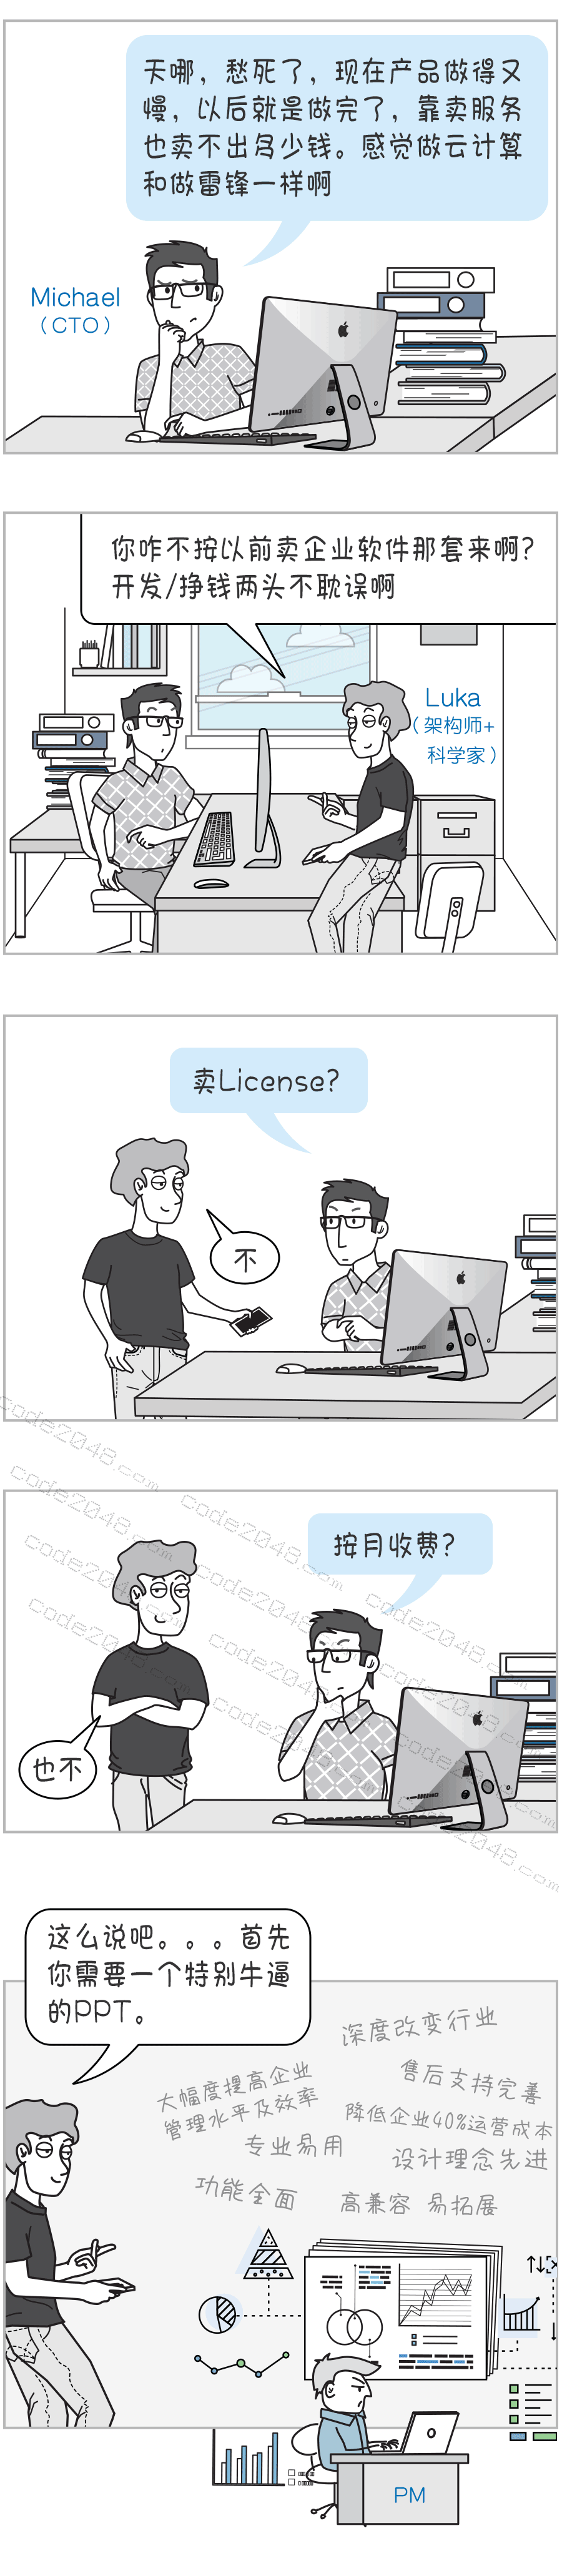 天哪，愁死了，现在产品做得又
慢，以后就是做完了，靠卖服务
也卖不出多少钱。感觉做云计算
和做雷锋一样啊
Michael
（CTO）
你咋不按以前卖企业软件那套来啊?
开发/挣钱两头不耽误啊
Luka
（架构师+
科学家）
卖License?
不
code2048.com
code2048.com
code2048.com
按月收费?
也不
这么说吧。。。首先
你需要一个特别牛逼
的PPT。
深度改变行业
大幅度提高企业
管理水平及效率
售后支持完善
降低企业40%运营成本
专业易用
设计理念先进
功能全面
高兼容 易拓展
PM